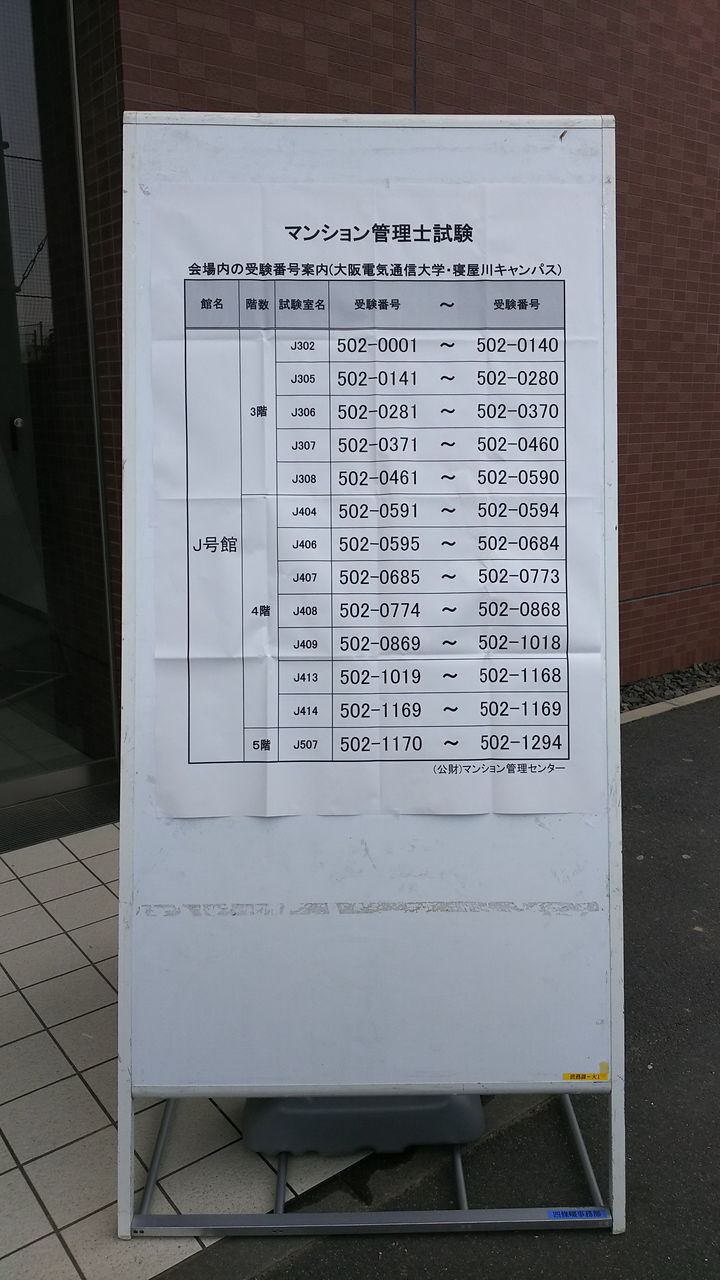 マンション管理士試験
会場内の受験番号案内(大阪電気通信大学・寝屋川キャンパス)
館名 階数 試験室名 受験番号 ～ 受験番号
J号館 3階 J302 502-0001 ～ 502-0140
J305 502-0141 ～ 502-0280
J306 502-0281 ～ 502-0370
J307 502-0371 ～ 502-0460
J308 502-0461 ～ 502-0590
4階 J404 502-0591 ～ 502-0594
J406 502-0595 ～ 502-0684
J407 502-0685 ～ 502-0773
J408 502-0774 ～ 502-0868
J409 502-0869 ～ 502-1018
J413 502-1019 ～ 502-1168
J414 502-1169 ～ 502-1169
5階 J507 502-1170 ～ 502-1294
(公財)マンション管理センター
四條畷事務部